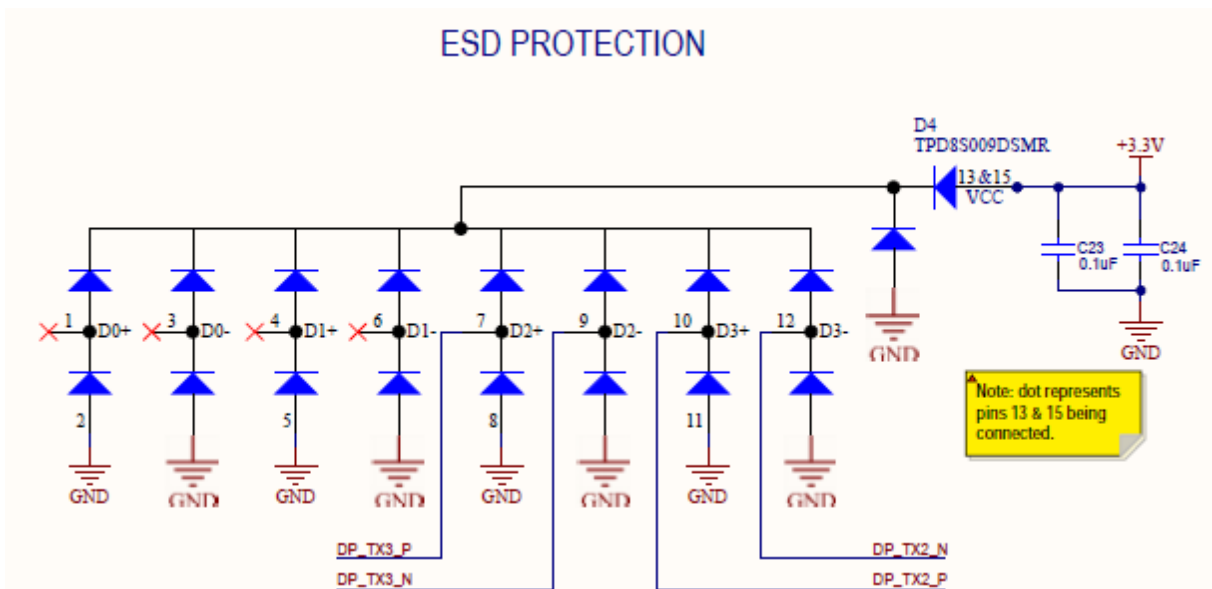 ESD PROTECTION
D4
TPD8S009DSMR
+3.3V
13&15
VCC
C23
0.1uF
C24
0.1uF
1 D0+ 3 D0- 4 D1+ 6 D1- 7 D2+ 9 D2- 10 D3+ 12 D3-
GND
GND
2 5 8 11
Note: dot represents
pins 13 & 15 being
connected.
GND GND GND GND GND GND GND GND
DP_TX3_P DP_TX2_N
DP_TX3_N DP_TX2_P